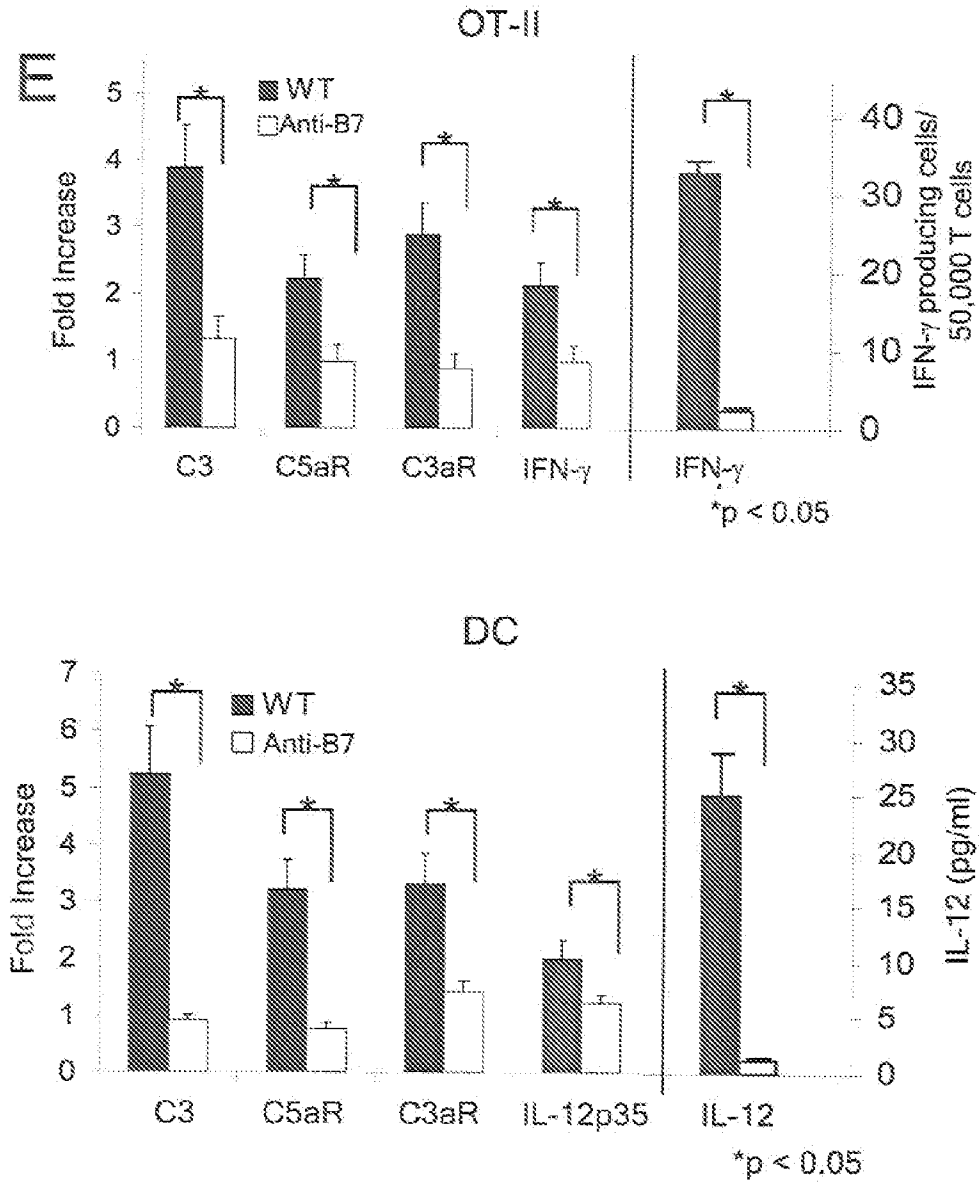 OT-II
E
WT
Anti-B7
Fold Increase
5
4
3
2
1
0
*
*
*
*
*
C3
C5aR
C3aR
IFN-γ
IFN-γ
40
30
20
10
0
IFN-γ producing cells/
50,000 T cells
*p < 0.05
DC
WT
Anti-B7
Fold Increase
7
6
5
4
3
2
1
0
*
*
*
*
*
C3
C5aR
C3aR
IL-12p35
IL-12
35
30
25
20
15
10
5
0
IL-12 (pg/ml)
*p < 0.05